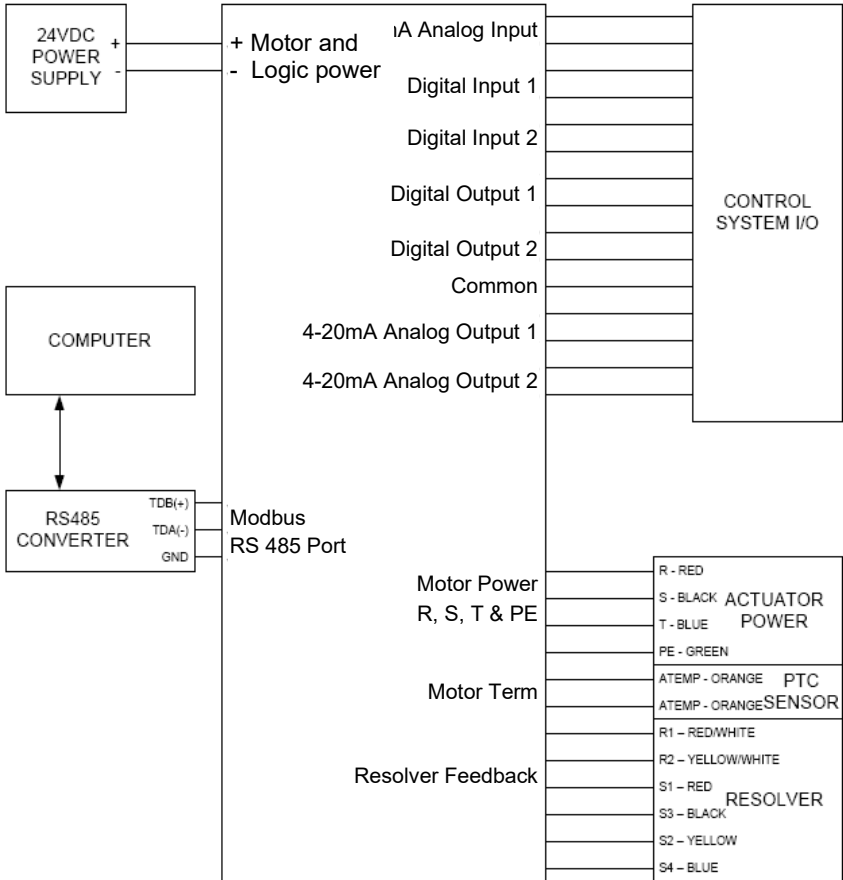 24VDC
POWER
SUPPLY
+
-
+ Motor and
- Logic power
A Analog Input
Digital Input 1
Digital Input 2
Digital Output 1
Digital Output 2
Common
4-20mA Analog Output 1
4-20mA Analog Output 2
CONTROL
SYSTEM I/O
COMPUTER
RS485
CONVERTER
TDB(+)
TDA(-)
GND
Modbus
RS 485 Port
Motor Power
R, S, T & PE
Motor Term
Resolver Feedback
R - RED
S - BLACK
T - BLUE
PE - GREEN
ACTUATOR
POWER
ATEMP - ORANGE
ATEMP - ORANGE
PTC
SENSOR
R1 – RED/WHITE
R2 – YELLOW/WHITE
S1 – RED
S3 – BLACK
S2 – YELLOW
S4 – BLUE
RESOLVER